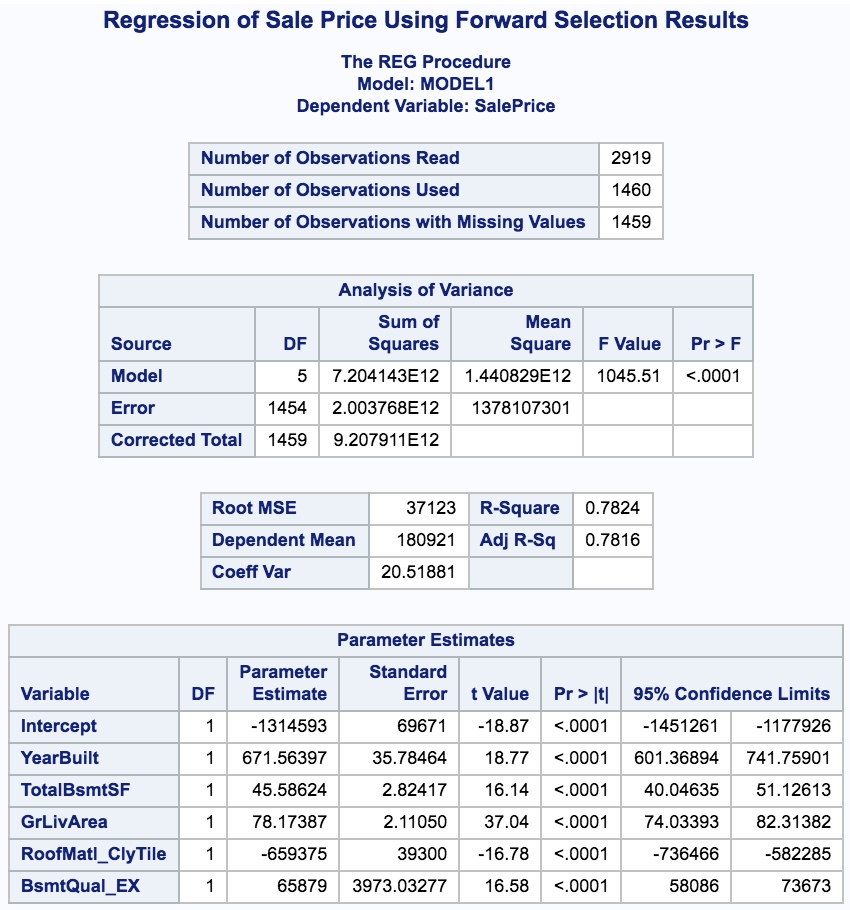 Regression of Sale Price Using Forward Selection Results
The REG Procedure
Model: MODEL1
Dependent Variable: SalePrice
Number of Observations Read 2919
Number of Observations Used 1460
Number of Observations with Missing Values 1459
Analysis of Variance
Sum of Mean
Source DF Squares Square F Value Pr > F
Model 5 7.204143E12 1.440829E12 1045.51 <.0001
Error 1454 2.003768E12 1378107301
Corrected Total 1459 9.207911E12
Root MSE 37123 R-Square 0.7824
Dependent Mean 180921 Adj R-Sq 0.7816
Coeff Var 20.51881
Parameter Estimates
Parameter Standard
Variable DF Estimate Error t Value Pr > |t| 95% Confidence Limits
Intercept 1 -1314593 69671 -18.87 <.0001 -1451261 -1177926
YearBuilt 1 671.56397 35.78464 18.77 <.0001 601.36894 741.75901
TotalBsmtSF 1 45.58624 2.82417 16.14 <.0001 40.04635 51.12613
GrLivArea 1 78.17387 2.11050 37.04 <.0001 74.03393 82.31382
RoofMatl_ClyTile 1 -659375 39300 -16.78 <.0001 -736466 -582285
BsmtQual_EX 1 65879 3973.03277 16.58 <.0001 58086 73673